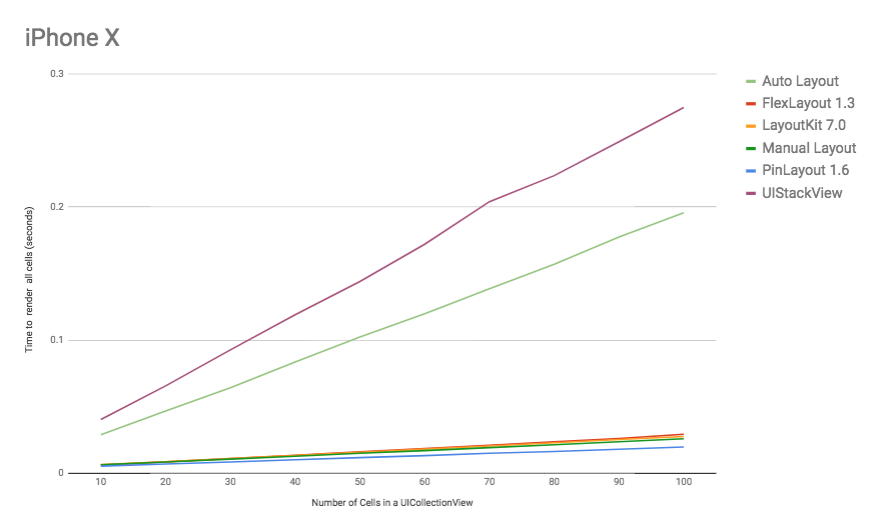 iPhone X
0.3
0.2
0.1
0
Time to render all cells (seconds)
10 20 30 40 50 60 70 80 90 100
Number of Cells in a UICollectionView
Auto Layout
FlexLayout 1.3
LayoutKit 7.0
Manual Layout
PinLayout 1.6
UIStackView